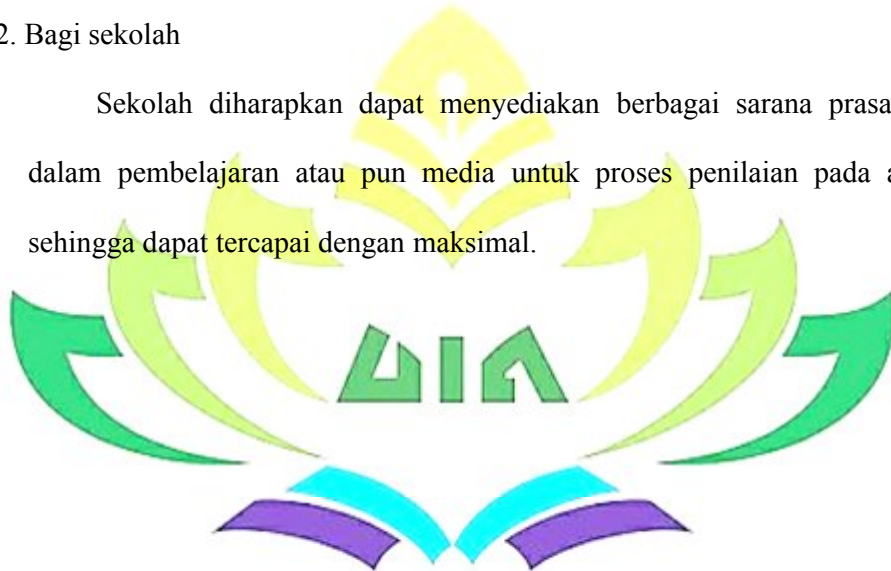 2. Bagi sekolah
Sekolah diharapkan dapat menyediakan berbagai sarana
dalam pembelajaran atau pun media untuk proses penilaian pada
sehingga dapat tercapai dengan maksimal.
UIN